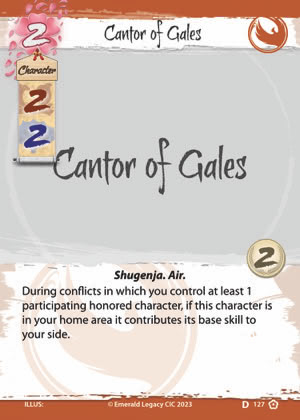 2
Cantor of Gales
Character
2
2
Cantor of Gales
2
Shugenja. Air.
During conflicts in which you control at least 1
participating honored character, if this character is
in your home area it contributes its base skill to
your side.
ILLUS: © Emerald Legacy CIC 2023 D 127